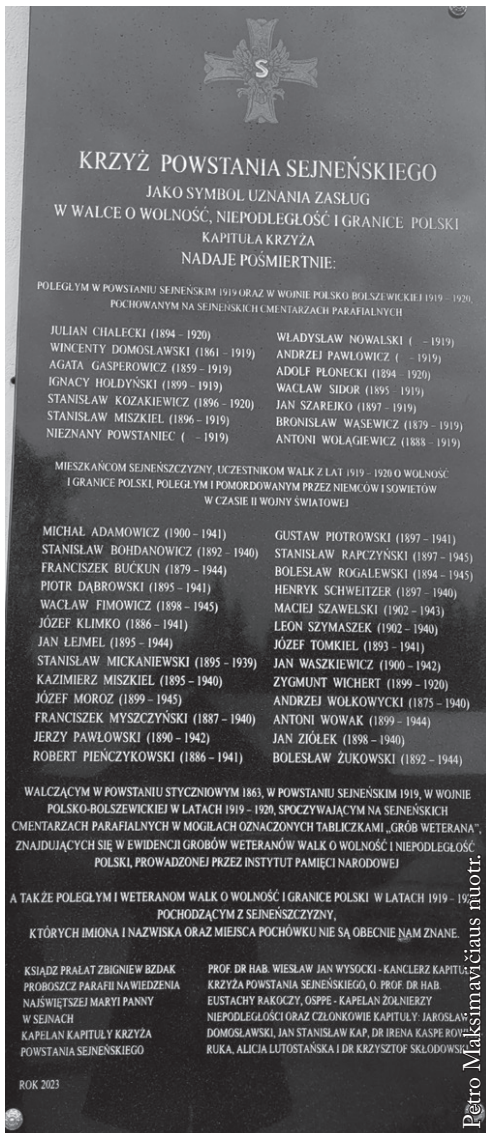 S
KRZYŻ POWSTANIA SEJNEŃSKIEGO
JAKO SYMBOL UZNANIA ZASŁUG
W WALCE O WOLNOŚĆ, NIEPODLEGŁOŚĆ I GRANICE POLSKI
KAPITUŁA KRZYŻA
NADAJE POŚMIERTNIE:
POLEGŁYM W POWSTANIU SEJNEŃSKIM 1919 ORAZ W WOJNIE POLSKO BOLSZEWICKIEJ 1919 – 1920,
POCHOWANYM NA SEJNEŃSKICH CMENTARZACH PARAFIALNYCH
JULIAN CHALECKI (1894 – 1920)
WINCENTY DOMOSŁAWSKI (1861 – 1919)
AGATA GASPEROWICZ (1859 – 1919)
IGNACY HOŁDYŃSKI (1899 – 1919)
STANISŁAW KOZAKIEWICZ (1896 – 1920)
STANISŁAW MISZKIEL (1896 – 1919)
NIEZNANY POWSTANIEC (    – 1919)
WŁADYSŁAW NOWALSKI (    – 1919)
ANDRZEJ PAWŁOWICZ (    – 1919)
ADOLF PŁONECKI (1894 – 1920)
WACŁAW SIDOR (1895 – 1919)
JAN SZAREJKO (1897 – 1919)
BRONISŁAW WĄSEWICZ (1879 – 1919)
ANTONI WOŁĄGIEWICZ (1888 – 1919)
MIESZKAŃCOM SEJNEŃSZCZYZNY, UCZESTNIKOM WALK Z LAT 1919 – 1920 O WOLNOŚĆ
I GRANICE POLSKI, POLEGŁYM I POMORDOWANYM PRZEZ NIEMCÓW I SOWIETÓW
W CZASIE II WOJNY ŚWIATOWEJ
MICHAŁ ADAMOWICZ (1900 – 1941)
STANISŁAW BOHDANOWICZ (1892 – 1940)
FRANCISZEK BUĆKUN (1879 – 1944)
PIOTR DĄBROWSKI (1895 – 1941)
WACŁAW FIMOWICZ (1898 – 1945)
JÓZEF KLIMKO (1886 – 1941)
JAN ŁEJMEL (1895 – 1944)
STANISŁAW MICKANIEWSKI (1895 – 1939)
KAZIMIERZ MISZKIEL (1895 – 1940)
JÓZEF MOROZ (1899 – 1945)
FRANCISZEK MYSZCZYŃSKI (1887 – 1940)
JERZY PAWŁOWSKI (1890 – 1942)
ROBERT PIEŃCZYKOWSKI (1886 – 1941)
GUSTAW PIOTROWSKI (1897 – 1941)
STANISŁAW RAPCZYŃSKI (1897 – 1945)
BOLESŁAW ROGALEWSKI (1894 – 1945)
HENRYK SCHWEITZER (1897 – 1940)
MACIEJ SZAWELSKI (1902 – 1943)
LEON SZYMASZEK (1902 – 1940)
JÓZEF TOMKIEL (1893 – 1941)
JAN WASZKIEWICZ (1900 – 1942)
ZYGMUNT WICHERT (1899 – 1920)
ANDRZEJ WOŁKOWYCKI (1875 – 1940)
ANTONI WOWAK (1899 – 1944)
JAN ZIÓŁEK (1898 – 1940)
BOLESŁAW ŻUKOWSKI (1892 – 1944)
WALCZĄCYM W POWSTANIU STYCZNIOWYM 1863, W POWSTANIU SEJNEŃSKIM 1919, W WOJNIE
POLSKO-BOLSZEWICKIEJ W LATACH 1919 – 1920, SPOCZYWAJĄCYM NA SEJNEŃSKICH
CMENTARZACH PARAFIALNYCH W MOGIŁACH OZNACZONYCH TABLICZKAMI „GRÓB WETERANA”,
ZNAJDUJĄCYCH SIĘ W EWIDENCJI GROBÓW WETERANÓW WALK O WOLNOŚĆ I NIEPODLEGŁOŚĆ
POLSKI, PROWADZONEJ PRZEZ INSTYTUT PAMIĘCI NARODOWEJ
A TAKŻE POLEGŁYM I WETERANOM WALK O WOLNOŚĆ I GRANICE POLSKI W LATACH 1919 – 192
POCHODZĄCYM Z SEJNEŃSZCZYZNY,
KTÓRYCH IMIONA I NAZWISKA ORAZ MIEJSCA POCHÓWKU NIE SĄ OBECNIE NAM ZNANE.
KSIĄDZ PRAŁAT ZBIGNIEW BZDAK
PROBOSZCZ PARAFII NAWIEDZENIA
NAJŚWIĘTSZEJ MARYI PANNY
W SEJNACH
KAPELAN KAPITUŁY KRZYŻA
POWSTANIA SEJNEŃSKIEGO
PROF. DR HAB. WIESŁAW JAN WYSOCKI - KANCLERZ KAPITUŁ
KRZYŻA POWSTANIA SEJNEŃSKIEGO, O. PROF. DR HAB.
EUSTACHY RAKOCZY, OSPPE - KAPELAN ŻOŁNIERZY
NIEPODLEGŁOŚCI ORAZ CZŁONKOWIE KAPITUŁY: JAROSŁAW
DOMOSŁAWSKI, JAN STANISŁAW KAP, DR IRENA KASPE ROVI
RUKA, ALICJA LUTOSTAŃSKA I DR KRZYSZTOF SKŁODOWSKI
ROK 2023
Petro Maksimavičiaus nuotr.